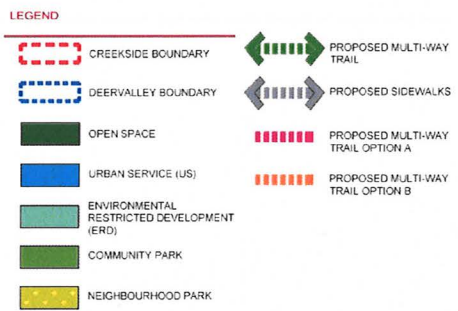 LEGEND
CREEKSIDE BOUNDARY
DEERVALLEY BOUNDARY
OPEN SPACE
URBAN SERVICE (US)
ENVIRONMENTAL
RESTRICTED DEVELOPMENT
(ERD)
COMMUNITY PARK
NEIGHBOURHOOD PARK
PROPOSED MULTI-WAY
TRAIL
PROPOSED SIDEWALKS
PROPOSED MULTI-WAY
TRAIL OPTION A
PROPOSED MULTI-WAY
TRAIL OPTION B